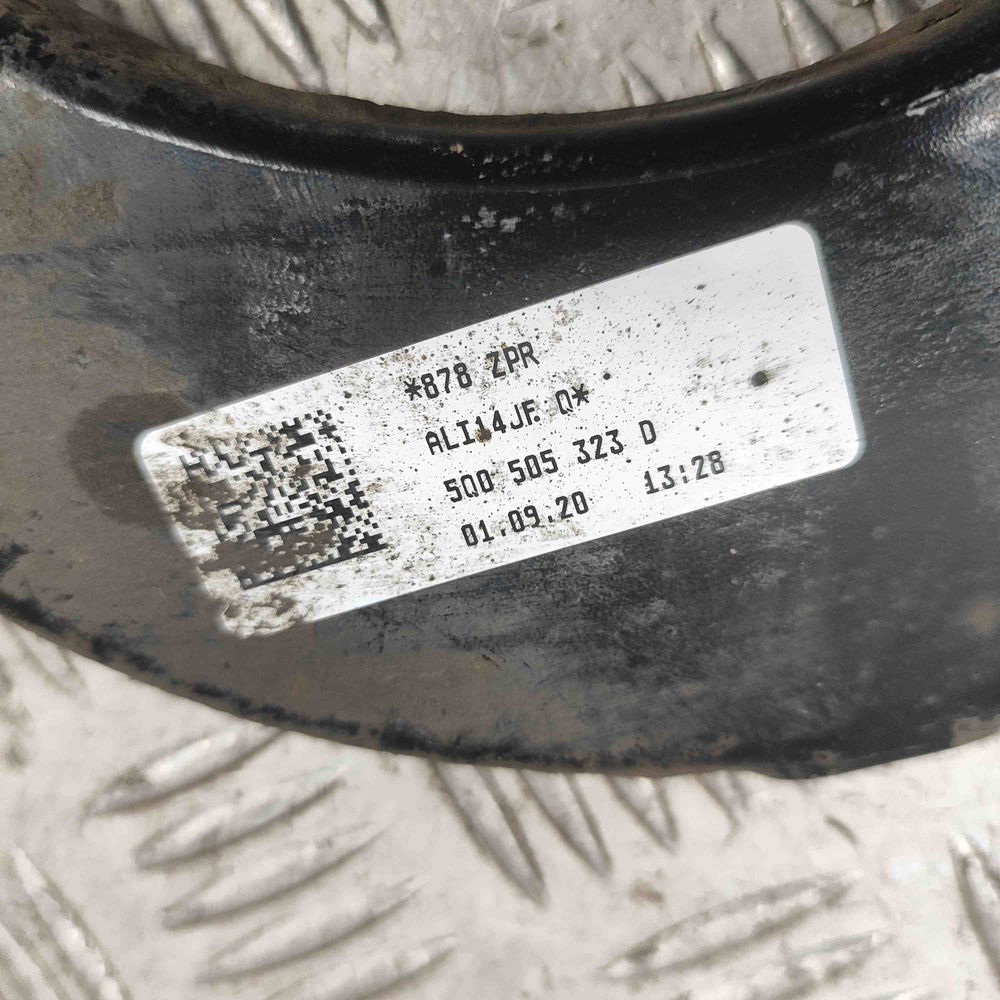 *878 ZPR
ALI14JF. Q*
5Q0 505 323 D
01.09.20 13:28